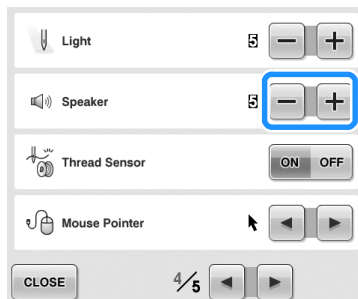 Light 5 − +
Speaker 5 − +
Thread Sensor ON OFF
Mouse Pointer
CLOSE 4/5